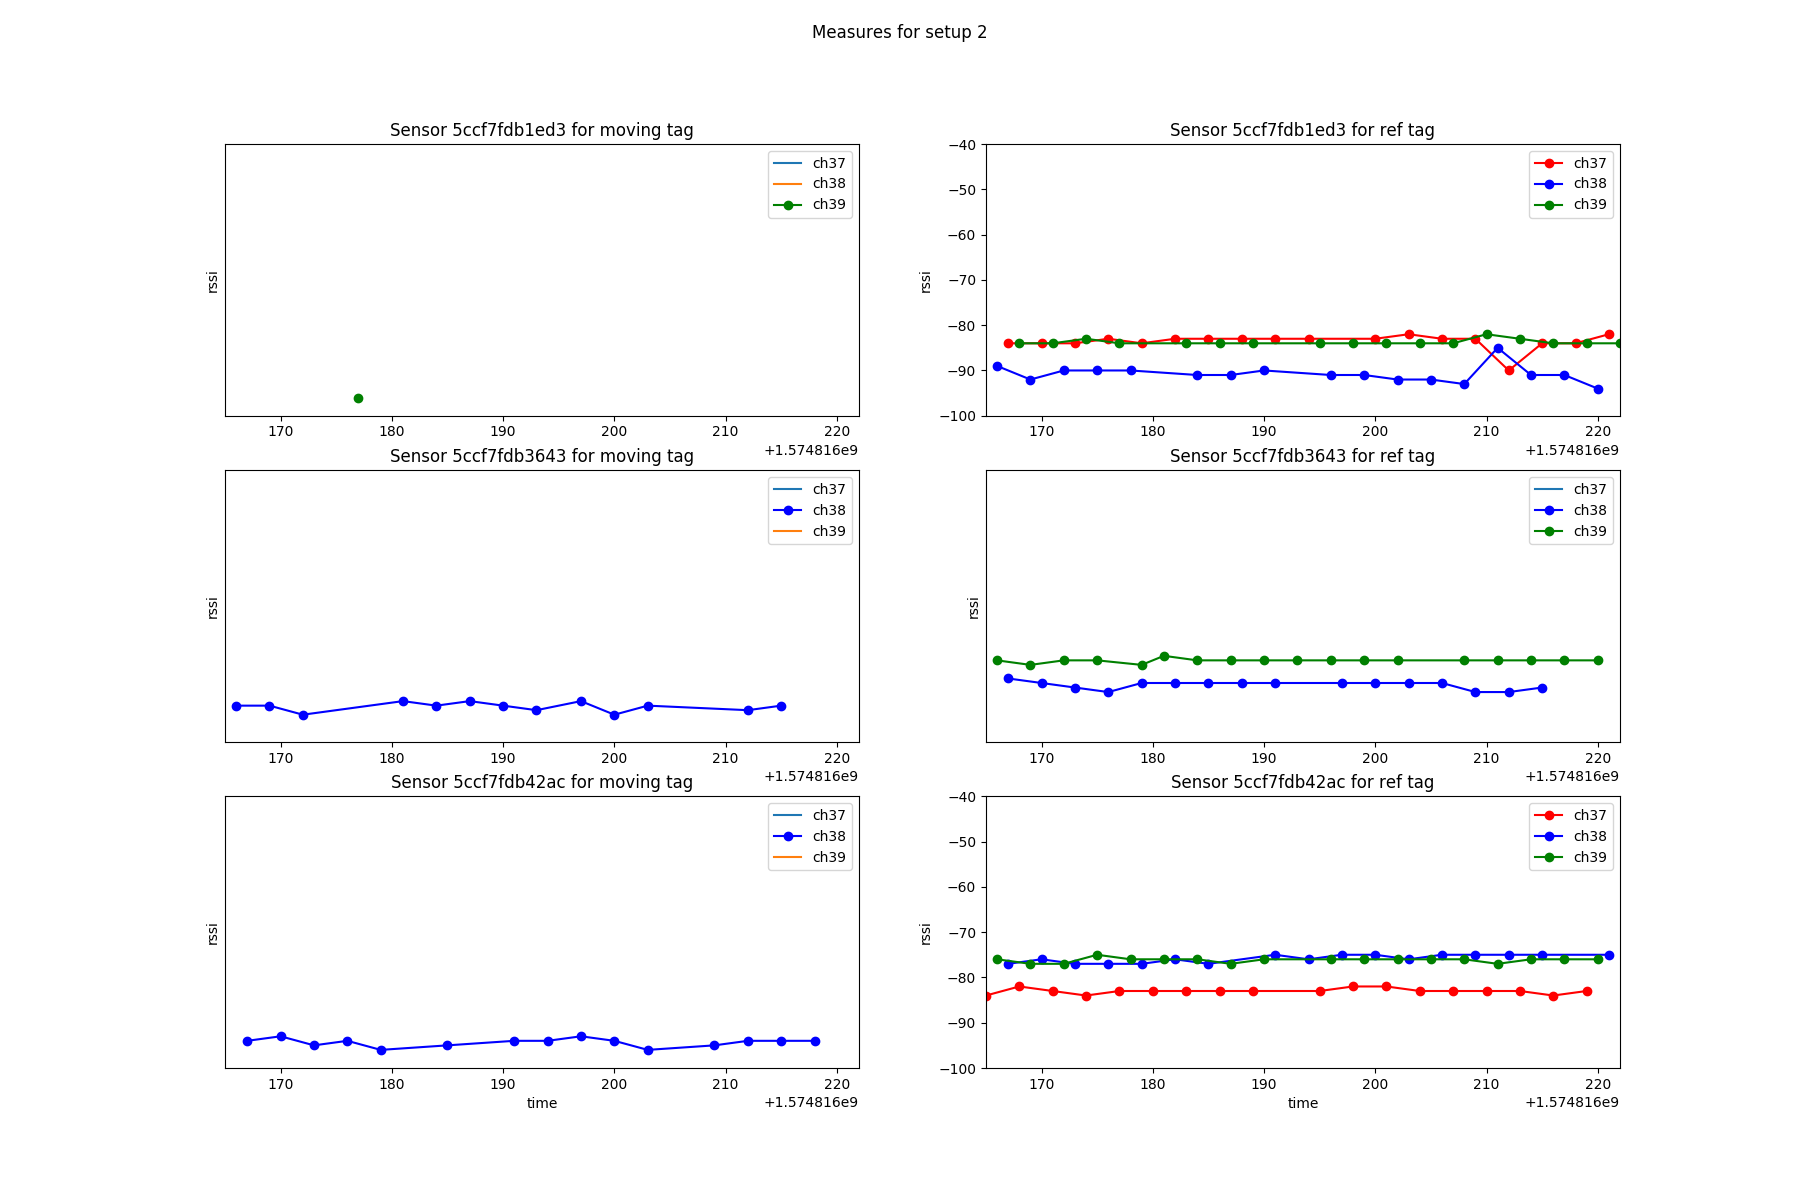 Measures for setup 2
Sensor 5ccf7fdb1ed3 for moving tag
rssi
ch37
ch38
ch39
170 180 190 200 210 220
+1.574816e9
Sensor 5ccf7fdb1ed3 for ref tag
rssi
−40
−50
−60
−70
−80
−90
−100
ch37
ch38
ch39
170 180 190 200 210 220
+1.574816e9
Sensor 5ccf7fdb3643 for moving tag
rssi
ch37
ch38
ch39
170 180 190 200 210 220
+1.574816e9
Sensor 5ccf7fdb3643 for ref tag
rssi
ch37
ch38
ch39
170 180 190 200 210 220
+1.574816e9
Sensor 5ccf7fdb42ac for moving tag
rssi
ch37
ch38
ch39
170 180 190 200 210 220
time
+1.574816e9
Sensor 5ccf7fdb42ac for ref tag
rssi
−40
−50
−60
−70
−80
−90
−100
ch37
ch38
ch39
170 180 190 200 210 220
time
+1.574816e9